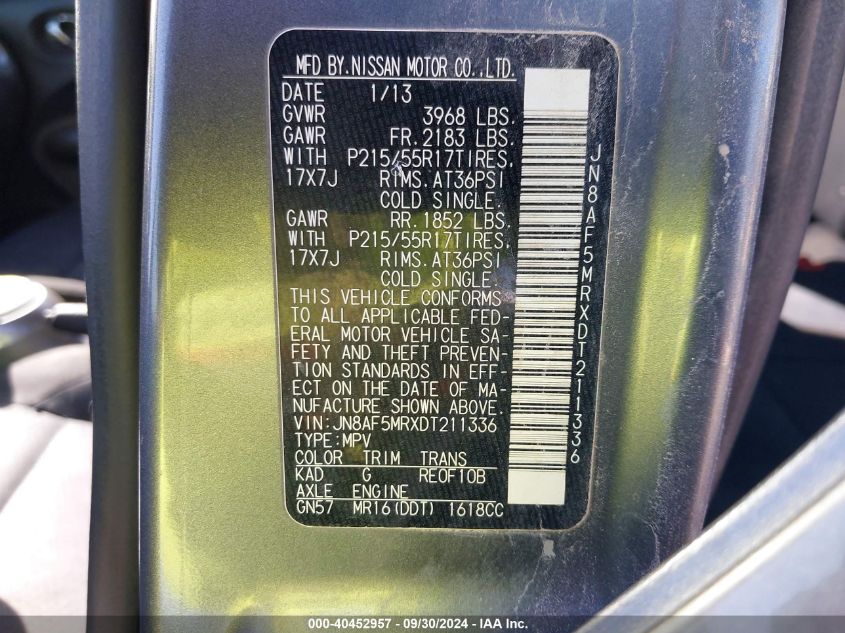 MFD BY.NISSAN MOTOR CO.,LTD.
DATE 1/13
GVWR 3968 LBS.
GAWR FR.2183 LBS.
WITH P215/55R17TIRES,
17X7J RIMS.AT36PSI
COLD SINGLE.
GAWR RR.1852 LBS.
WITH P215/55R17TIRES,
17X7J RIMS.AT36PSI
COLD SINGLE.
THIS VEHICLE CONFORMS
TO ALL APPLICABLE FED-
ERAL MOTOR VEHICLE SA-
FETY AND THEFT PREVEN-
TION STANDARDS IN EFF-
ECT ON THE DATE OF MA-
NUFACTURE SHOWN ABOVE.
VIN:JN8AF5MRXDT211336
TYPE:MPV
COLOR TRIM TRANS
KAD G RE0F10B
AXLE ENGINE
GN57 MR16(DDT) 1618CC
JN8AF5MRXDT211336
000-40452957 - 09/30/2024 - IAA Inc.